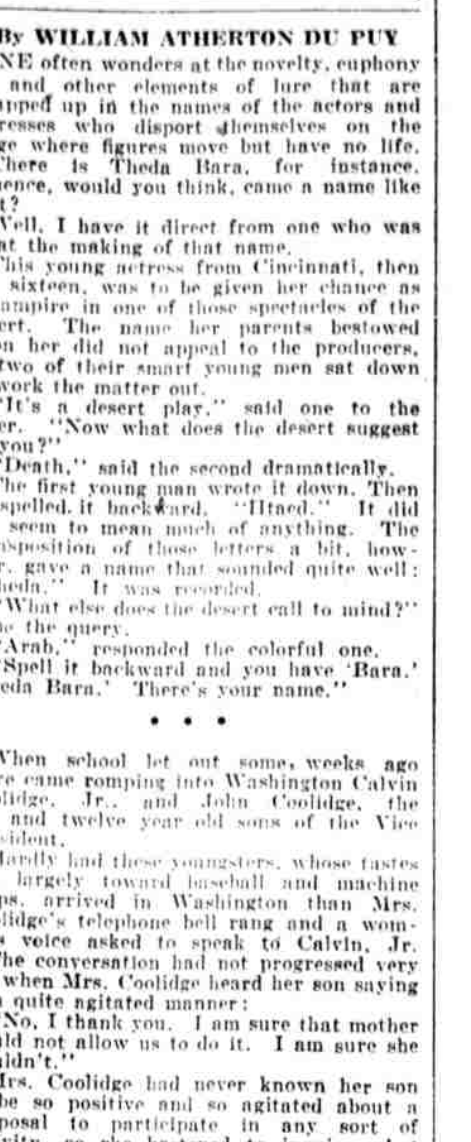 By WILLIAM ATHERTON DU PUY
NE often wonders at the novelty, euphony
and other elements of lure that are
apped up in the names of the actors and
resses who disport themselves on the
ge where figures move but have no life.
here is Theda Bara, for instance.
ence, would you think, came a name like
t?
Vell, I have it direct from one who was
at the making of that name.
his young actress from Cincinnati, then
sixteen, was to be given her chance as
ampire in one of those spectacles of the
ert. The name her parents bestowed
n her did not appeal to the producers,
two of their smart young men sat down
work the matter out.
"It's a desert play," said one to the
er. "Now what does the desert suggest
you?"
"Death," said the second dramatically.
he first young man wrote it down. Then
spelled it backward. "Htaed." It did
seem to mean much of anything. The
nsposition of those letters a bit, how-
r, gave a name that sounded quite well:
heda." It was recorded.
"What else does the desert call to mind?"
e the query.
"Arab," responded the colorful one.
"Spell it backward and you have 'Bara.'
eda Bara.' There's your name."
• • •
When school let out some weeks ago
re came romping into Washington Calvin
lidge, Jr., and John Coolidge, the
and twelve year old sons of the Vice
sident.
Hardly had these youngsters, whose tastes
largely toward baseball and machine
ps, arrived in Washington than Mrs.
lidge's telephone bell rang and a wom-
s voice asked to speak to Calvin, Jr.
he conversation had not progressed very
when Mrs. Coolidge heard her son saying
a quite agitated manner:
"No, I thank you. I am sure that mother
ld not allow us to do it. I am sure she
ldn't."
Mrs. Coolidge had never known her son
be so positive and so agitated about a
posal to participate in any sort of